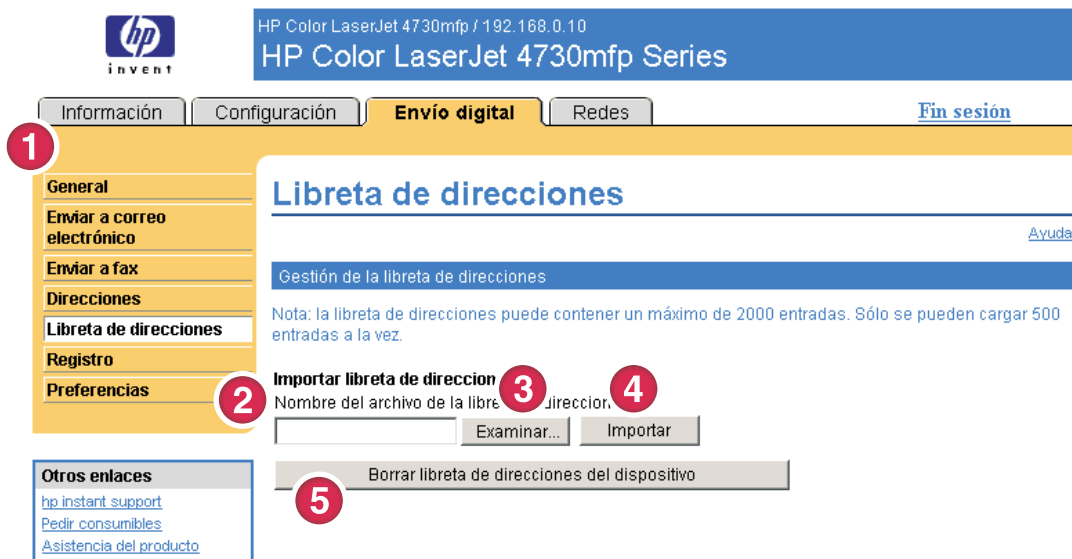 hp
invent
HP Color LaserJet 4730mfp / 192.168.0.10
HP Color LaserJet 4730mfp Series
Información
Configuración
Envío digital
Redes
Fin sesión
1
General
Enviar a correo
electrónico
Enviar a fax
Direcciones
Libreta de direcciones
Registro
Preferencias
Libreta de direcciones
Ayuda
Gestión de la libreta de direcciones
Nota: la libreta de direcciones puede contener un máximo de 2000 entradas. Sólo se pueden cargar 500
entradas a la vez.
Importar libreta de direccion
2
3
4
Nombre del archivo de la libre direccion
Examinar...
Importar
Borrar libreta de direcciones del dispositivo
5
Otros enlaces
hp instant support
Pedir consumibles
Asistencia del producto